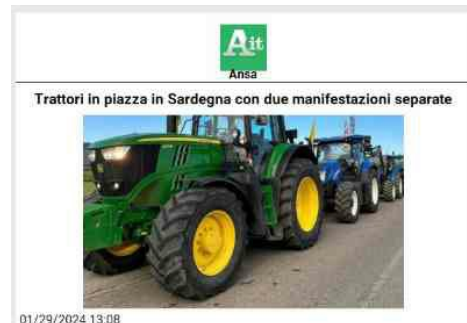 Ait
Ansa
Trattori in piazza in Sardegna con due manifestazioni separate
01/29/2024 13:08